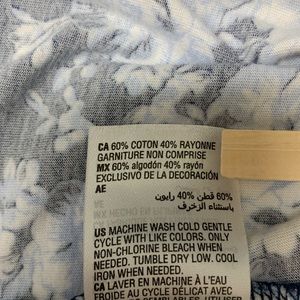 CA 60% COTON 40% RAYONNE
GARNITURE NON COMPRISE
MX 60% algodón 40% rayón
EXCLUSIVO DE LA DECORACIÓN
AE
60% قطن 40% رايون
باستثناء الزخرف
US MACHINE WASH COLD GENTLE
CYCLE WITH LIKE COLORS. ONLY
NON-CHLORINE BLEACH WHEN
NEEDED. TUMBLE DRY LOW. COOL
IRON WHEN NEEDED.
CA LAVER EN MACHINE À L'EAU
FROIDE AU CYCLE DÉLICAT AVEC